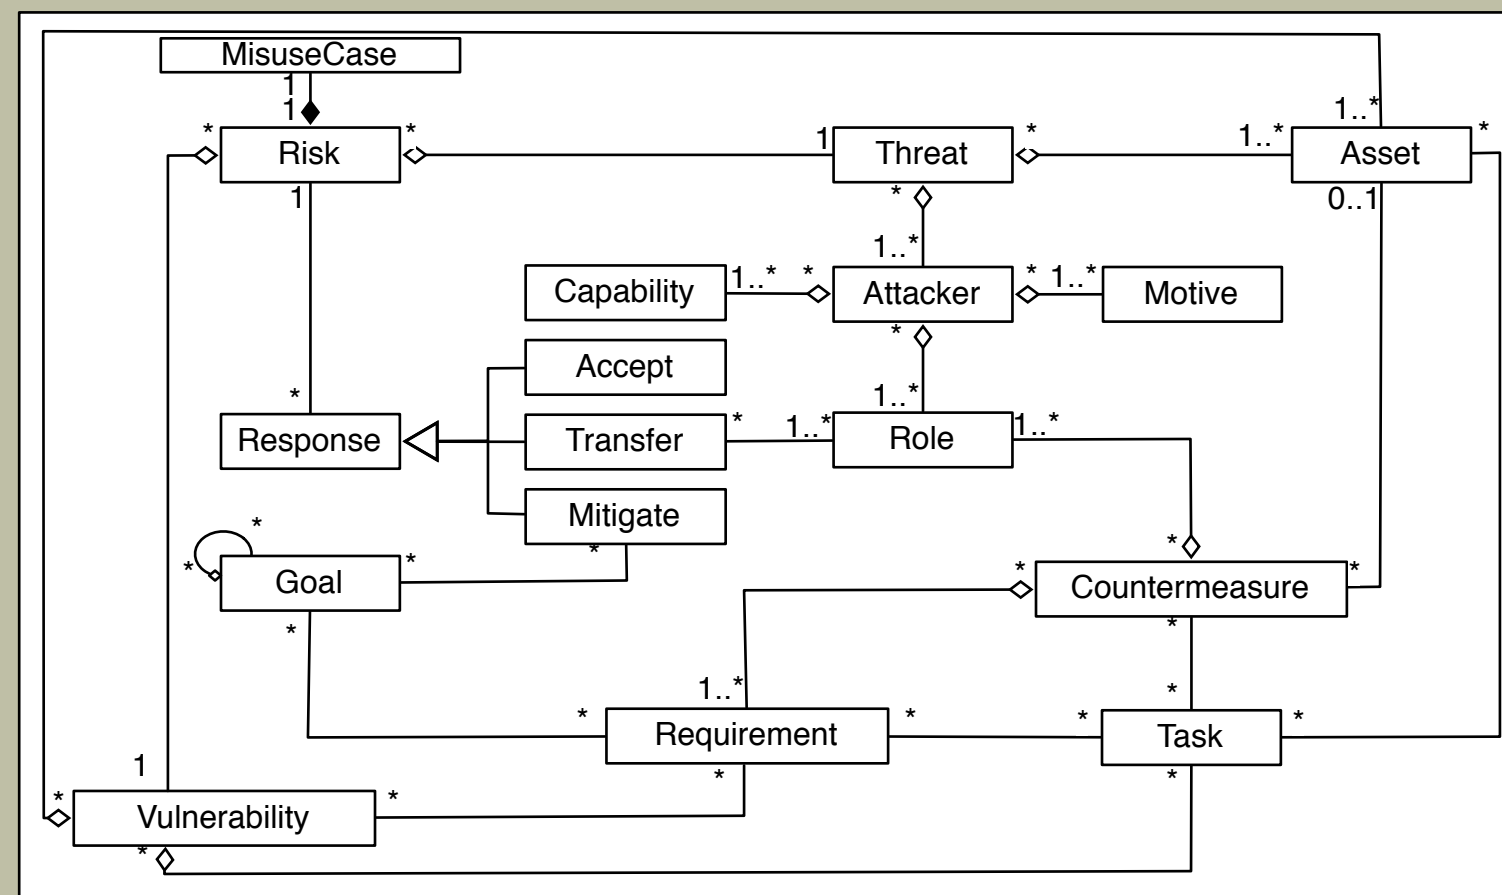 MisuseCase
1
1
* Risk * 1 Threat * 1..* Asset *
1..*
1 * 0..1
1..*
Capability 1..* * Attacker * 1..* Motive
*
Accept
* 1..*
Response Transfer * 1..* Role 1..*
Mitigate
*
*
* Goal * *
* Countermeasure *
* *
1..* *
* Requirement * * Task *
1 * *
* Vulnerability *
*